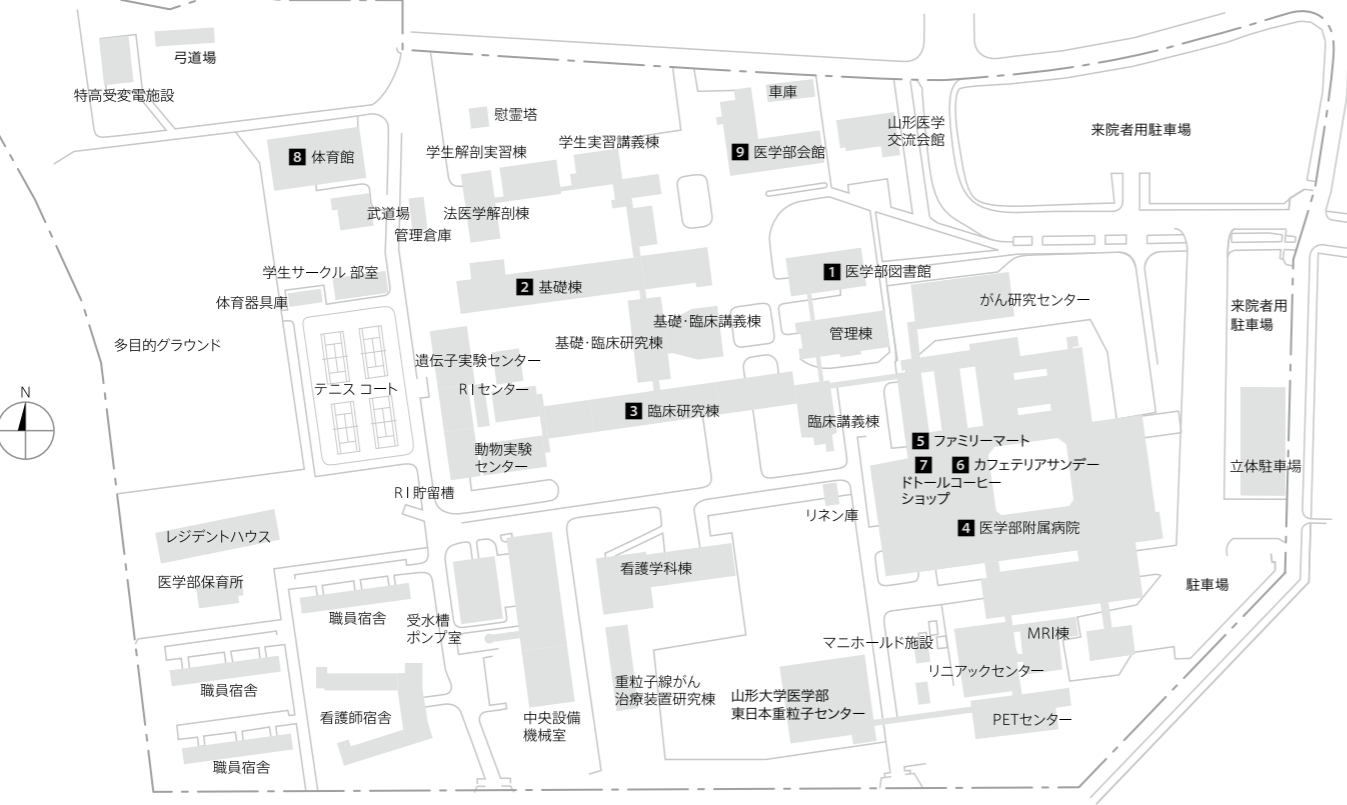 弓道場
特高受変電施設
慰霊塔
車庫
山形医学
交流会館
来院者用駐車場
8 体育館
学生解剖実習棟
学生実習講義棟
9 医学部会館
武道場
管理倉庫
法医学解剖棟
学生サークル 部室
体育器具庫
2 基礎棟
1 医学部図書館
がん研究センター
来院者用
駐車場
多目的グラウンド
基礎・臨床講義棟
基礎・臨床研究棟
管理棟
遺伝子実験センター
RIセンター
テニス コート
N
3 臨床研究棟
臨床講義棟
動物実験
センター
5 ファミリーマート
7
6 カフェテリアサンデー
ドトールコーヒー
ショップ
立体駐車場
RI貯留槽
リネン庫
4 医学部附属病院
レジデントハウス
看護学科棟
医学部保育所
駐車場
職員宿舎
受水槽
ポンプ室
マニホールド施設
MRI棟
リニアックセンター
職員宿舎
看護師宿舎
重粒子線がん
治療装置研究棟
山形大学医学部
東日本重粒子センター
中央設備
機械室
PETセンター
職員宿舎